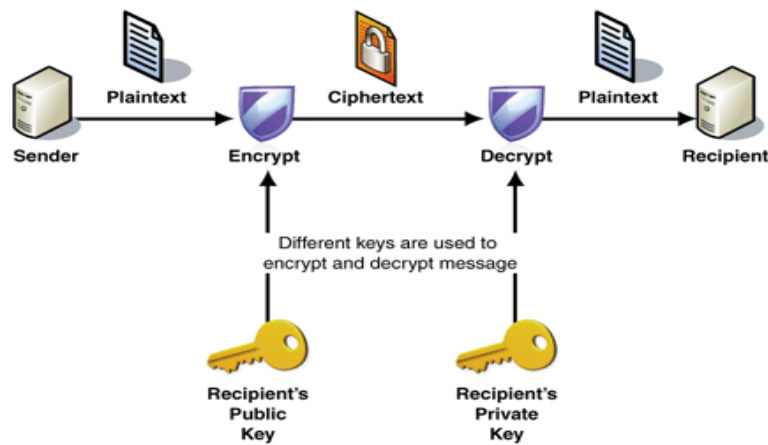 Plaintext
Ciphertext
Plaintext
Sender
Encrypt
Decrypt
Recipient
Different keys are used to
encrypt and decrypt message
Recipient's
Public
Key
Recipient's
Private
Key